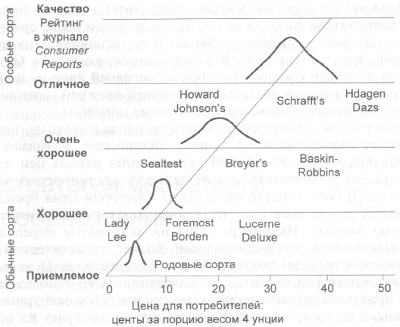 Качество
Рейтинг
в журнале
Consumer
Reports
Отличное
Очень
хорошее
Хорошее
Приемлемое
Особые сорта
Обычные сорта
Howard
Johnson's
Schrafft's
Hdagen
Dazs
Sealtest
Breyer's
Baskin-
Robbins
Lady
Lee
Foremost
Borden
Lucerne
Deluxe
Родовые сорта
0 10 20 30 40 50
Цена для потребителей:
центы за порцию весом 4 унции